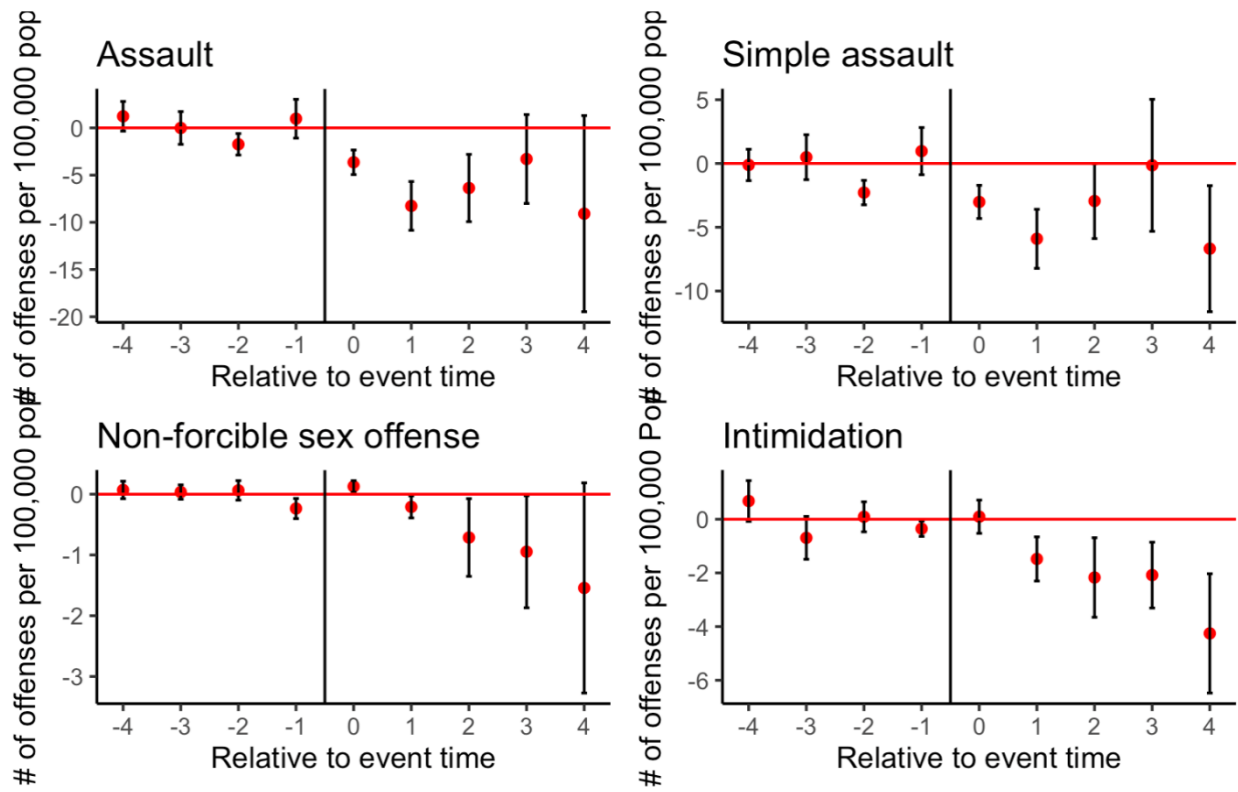 Assault
# of offenses per 100,000 pop
0
-5
-10
-15
-20
-4 -3 -2 -1 0 1 2 3 4
Relative to event time
Simple assault
# of offenses per 100,000 pop
5
0
-5
-10
-4 -3 -2 -1 0 1 2 3 4
Relative to event time
Non-forcible sex offense
# of offenses per 100,000 pop
0
-1
-2
-3
-4 -3 -2 -1 0 1 2 3 4
Relative to event time
Intimidation
# of offenses per 100,000 Pop
0
-2
-4
-6
-4 -3 -2 -1 0 1 2 3 4
Relative to event time